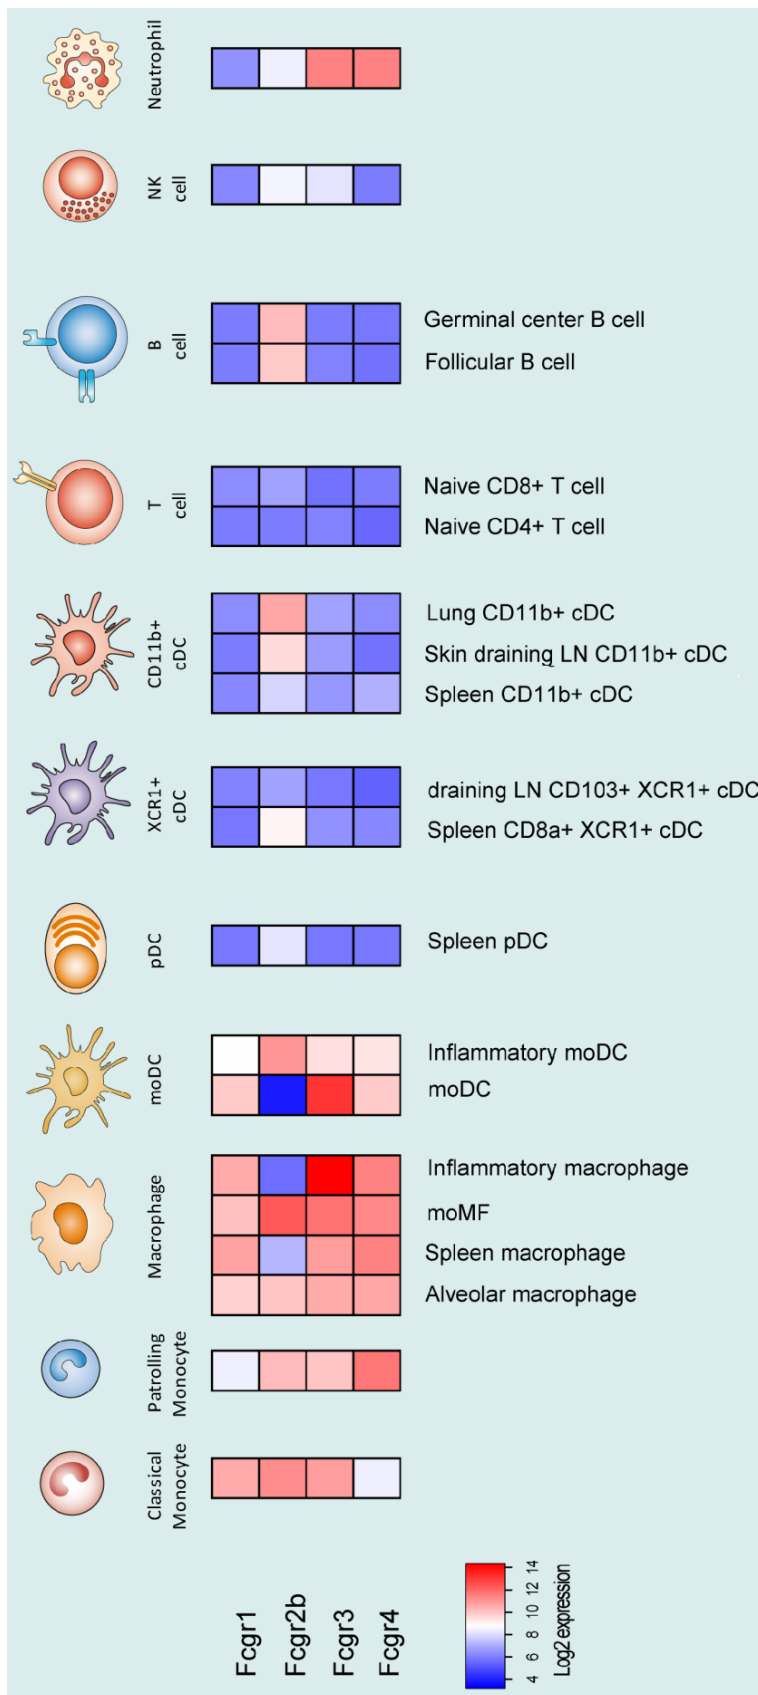 Neutrophil
NK
cell
B
cell
Germinal center B cell
Follicular B cell
T
cell
Naive CD8+ T cell
Naive CD4+ T cell
CD11b+
cDC
Lung CD11b+ cDC
Skin draining LN CD11b+ cDC
Spleen CD11b+ cDC
XCR1+
cDC
draining LN CD103+ XCR1+ cDC
Spleen CD8a+ XCR1+ cDC
pDC
Spleen pDC
moDC
Inflammatory moDC
moDC
Macrophage
Inflammatory macrophage
moMF
Spleen macrophage
Alveolar macrophage
Patrolling
Monocyte
Classical
Monocyte
Fcgr1
Fcgr2b
Fcgr3
Fcgr4
4 6 8 10 12 14
Log2 expression